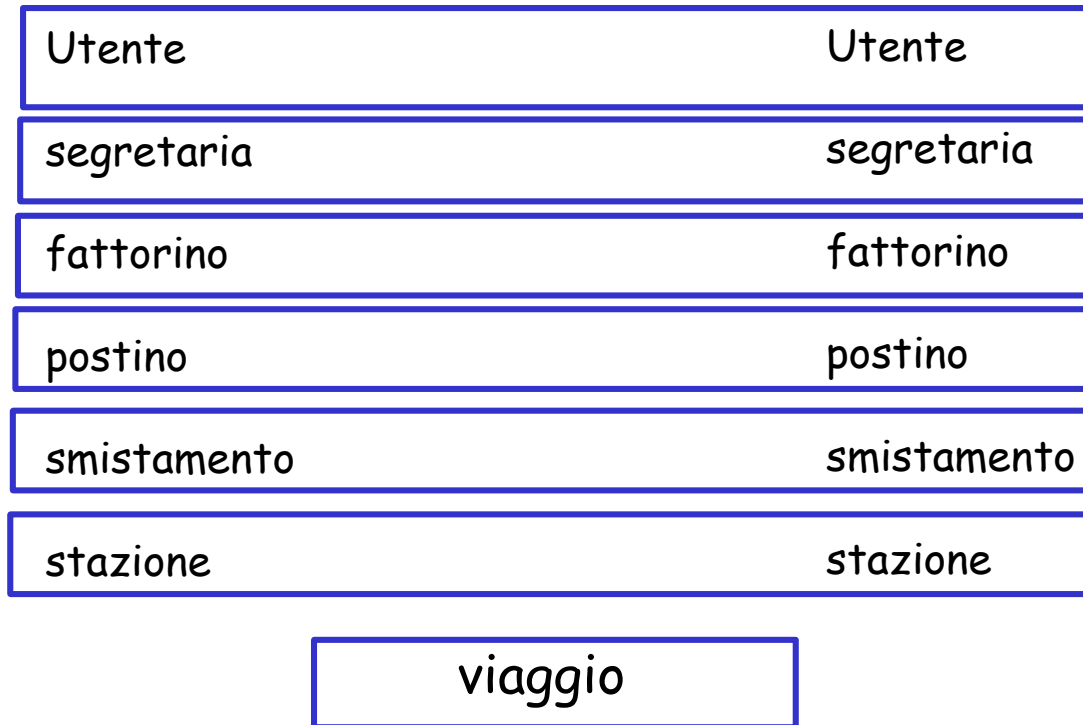 Utente Utente
segretaria segretaria
fattorino fattorino
postino postino
smistamento smistamento
stazione stazione
viaggio